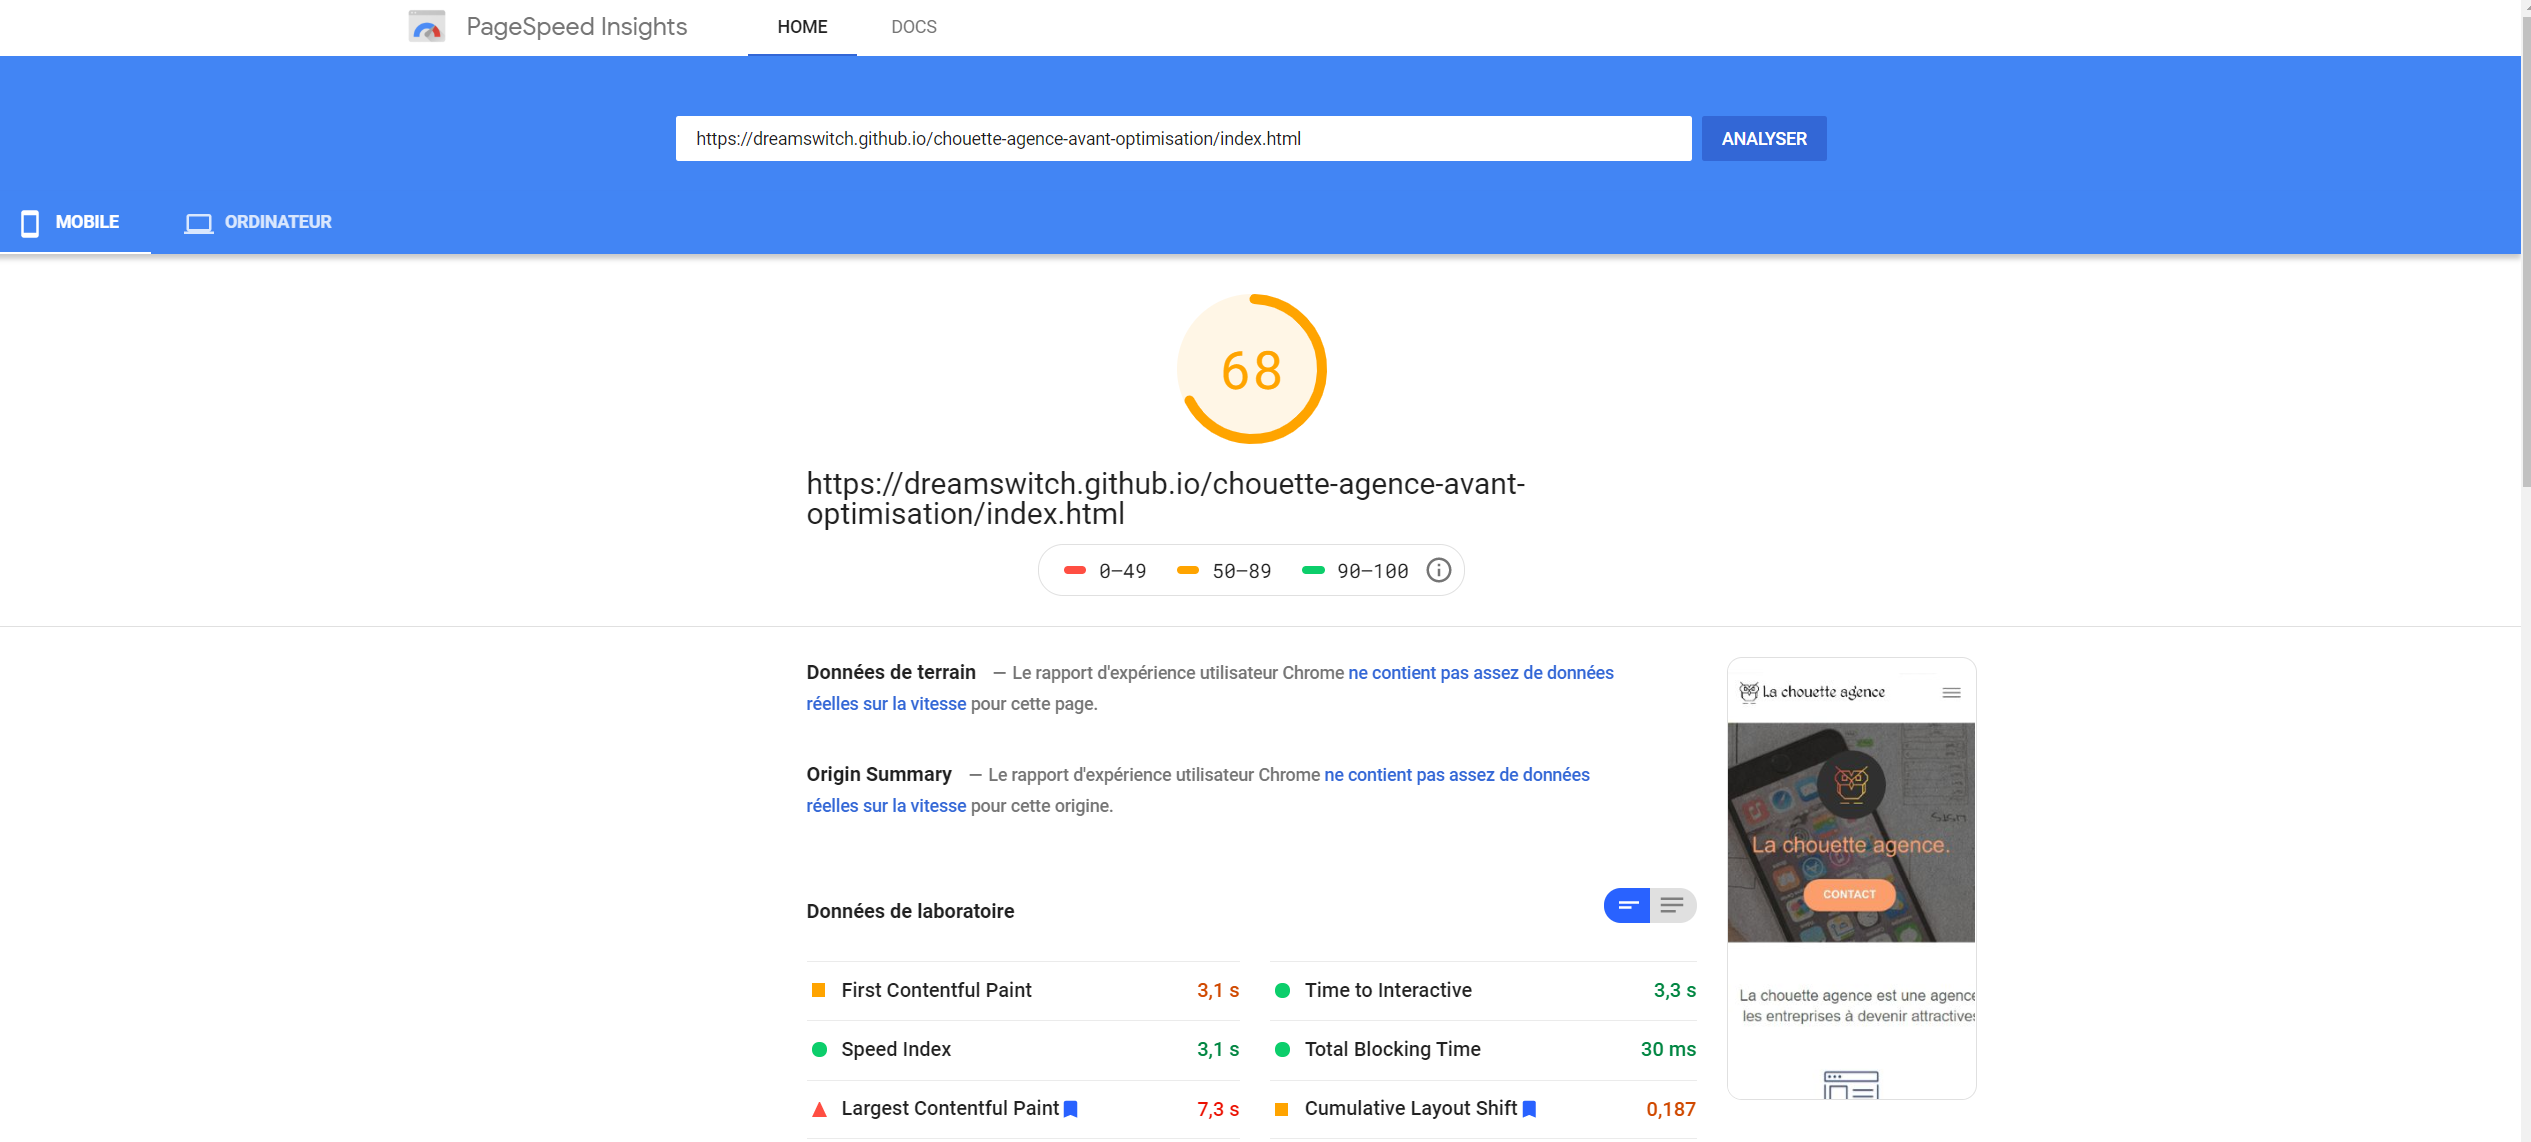 PageSpeed Insights
HOME
DOCS
https://dreamswitch.github.io/chouette-agence-avant-optimisation/index.html
ANALYSER
MOBILE
ORDINATEUR
68
https://dreamswitch.github.io/chouette-agence-avant-
optimisation/index.html
0–49
50–89
90–100
Données de terrain — Le rapport d'expérience utilisateur Chrome ne contient pas assez de données
réelles sur la vitesse pour cette page.
Origin Summary — Le rapport d'expérience utilisateur Chrome ne contient pas assez de données
réelles sur la vitesse pour cette origine.
Données de laboratoire
First Contentful Paint 3,1 s
Time to Interactive 3,3 s
Speed Index 3,1 s
Total Blocking Time 30 ms
Largest Contentful Paint 7,3 s
Cumulative Layout Shift 0,187
La chouette agence
La chouette agence.
CONTACT
La chouette agence est une agence
les entreprises à devenir attractives